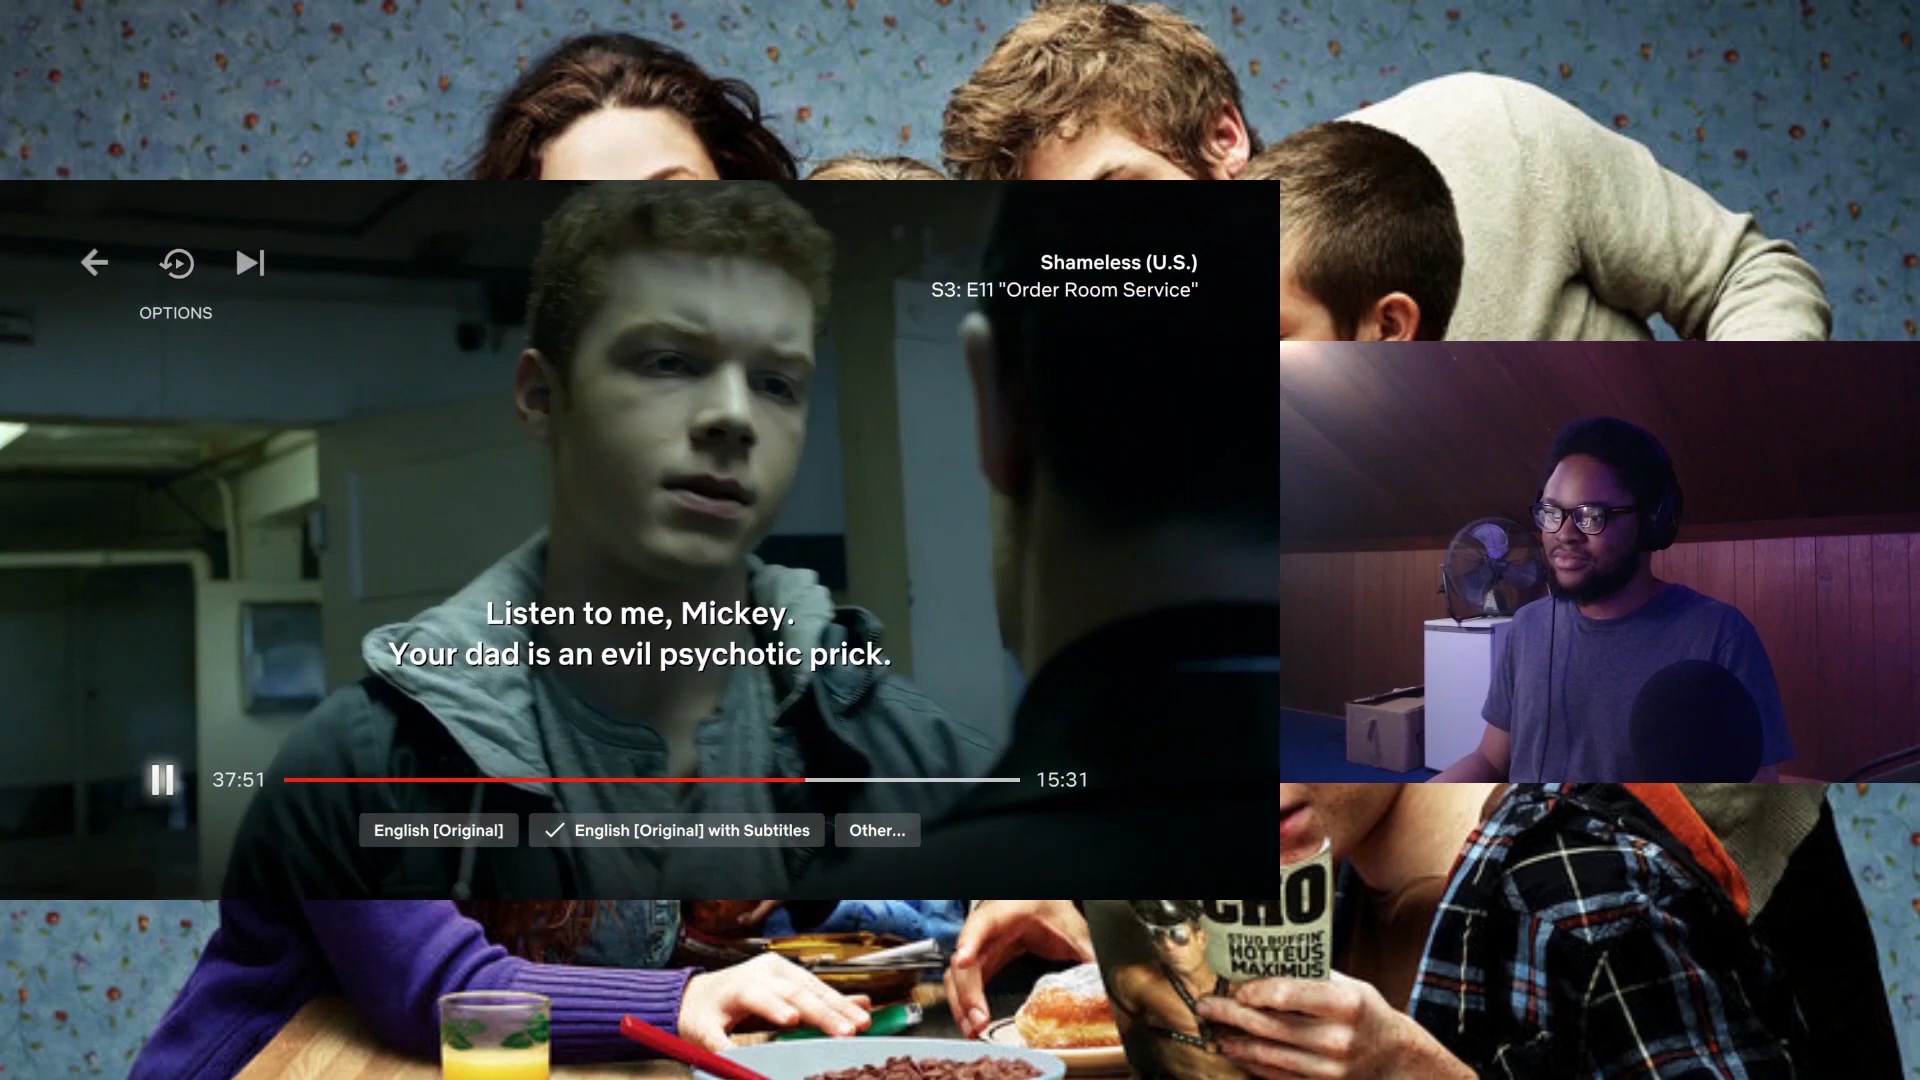 Shameless (U.S.)
S3: E11 "Order Room Service"
OPTIONS
Listen to me, Mickey.
Your dad is an evil psychotic prick.
37:51
15:31
English [Original]
English [Original] with Subtitles
Other...
STUD BUFFIN'
HOTTEUS
MAXIMUS